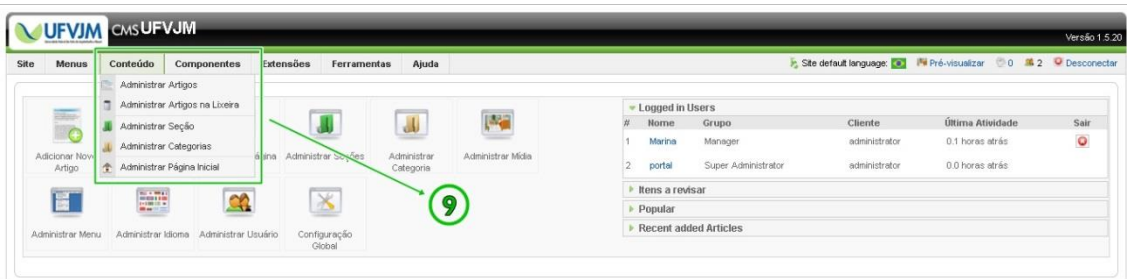 UFVJM CMS UFVJM
Versão 1.5.20
Site Menus Conteúdo Componentes Extensões Ferramentas Ajuda Site default language: Pré-visualizar 0 2 Desconectar
Administrar Artigos
Administrar Artigos na Lixeira
Administrar Seção
Administrar Categorias
Administrar Página Inicial
Adicionar Novo
Artigo
Administrar Seções
Administrar
Categoria
Administrar Mídia
Administrar Menu
Administrar Idioma
Administrar Usuário
Configuração
Global
9
Logged in Users
# Nome Grupo Cliente Última Atividade Sair
1 Marina Manager administrator 0.1 horas atrás
2 portal Super Administrator administrator 0.0 horas atrás
Itens a revisar
Popular
Recent added Articles